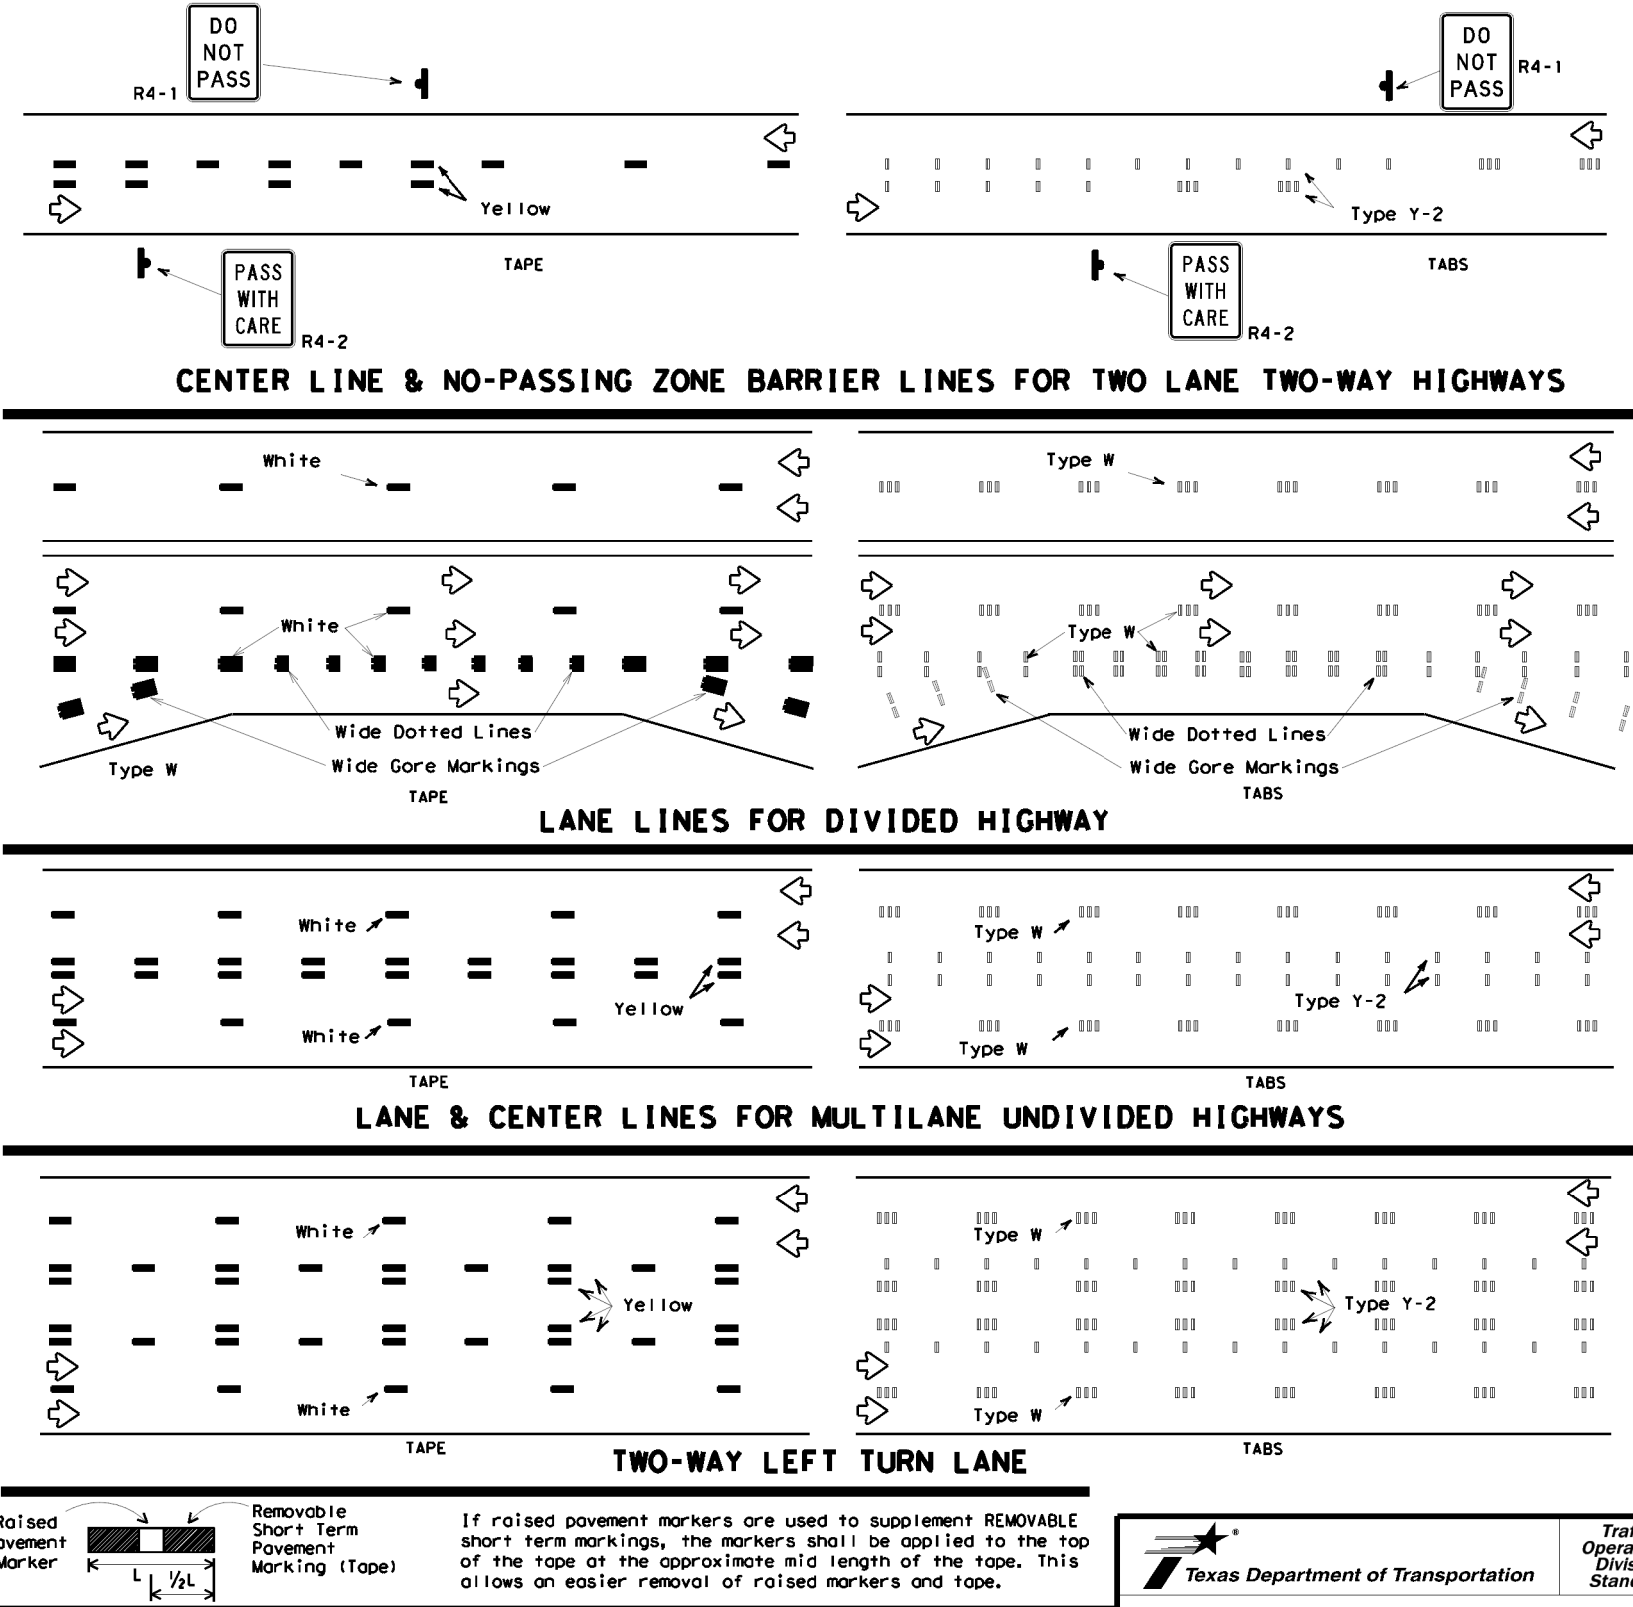 DO
NOT
PASS
R4-1
DO
NOT
PASS
R4-1
Yellow
Type Y-2
PASS
WITH
CARE
R4-2
TAPE
PASS
WITH
CARE
R4-2
TABS
CENTER LINE & NO-PASSING ZONE BARRIER LINES FOR TWO LANE TWO-WAY HIGHWAYS
White
Type W
White
Type W
Wide Dotted Lines
Wide Gore Markings
Type W
TAPE
Wide Dotted Lines
Wide Gore Markings
TABS
LANE LINES FOR DIVIDED HIGHWAY
White
Type W
Yellow
Type Y-2
White
Type W
TAPE
TABS
LANE & CENTER LINES FOR MULTILANE UNDIVIDED HIGHWAYS
White
Type W
Yellow
Type Y-2
White
Type W
TAPE
TABS
TWO-WAY LEFT TURN LANE
Raised
Pavement
Marker
Removable
Short Term
Pavement
Marking (Tape)
L
½L
If raised pavement markers are used to supplement REMOVABLE
short term markings, the markers shall be applied to the top
of the tape at the approximate mid length of the tape. This
allows an easier removal of raised markers and tape.
®
Texas Department of Transportation